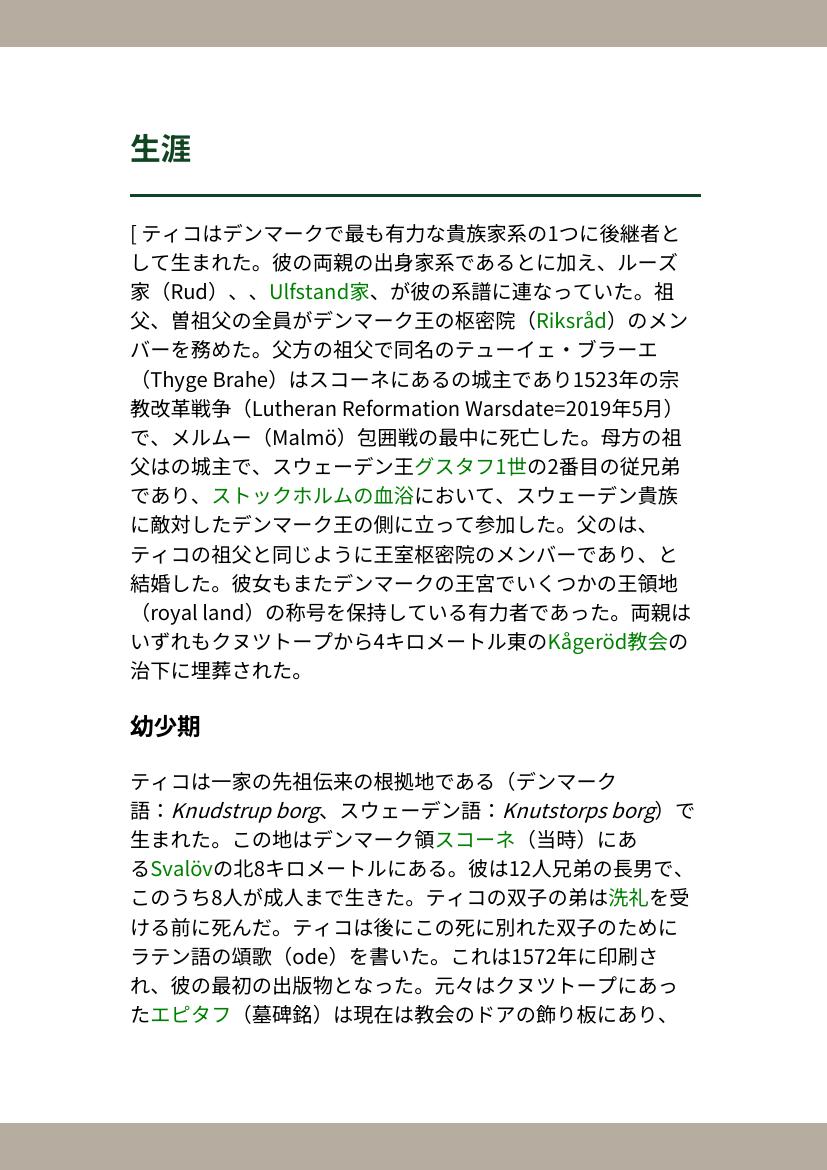 生涯
[ ティコはデンマークで最も有力な貴族家系の1つに後継者と
して生まれた。彼の両親の出身家系であるとに加え、ルーズ
家（Rud）、、Ulfstand家、が彼の系譜に連なっていた。祖
父、曽祖父の全員がデンマーク王の枢密院（Riksråd）のメン
バーを務めた。父方の祖父で同名のテューイェ・ブラーエ
（Thyge Brahe）はスコーネにあるの城主であり1523年の宗
教改革戦争（Lutheran Reformation Warsdate=2019年5月）
で、メルムー（Malmö）包囲戦の最中に死亡した。母方の祖
父はの城主で、スウェーデン王グスタフ1世の2番目の従兄弟
であり、ストックホルムの血浴において、スウェーデン貴族
に敵対したデンマーク王の側に立って参加した。父のは、
ティコの祖父と同じように王室枢密院のメンバーであり、と
結婚した。彼女もまたデンマークの王宮でいくつかの王領地
（royal land）の称号を保持している有力者であった。両親は
いずれもクヌツトープから4キロメートル東のKågeröd教会の
治下に埋葬された。
幼少期
ティコは一家の先祖伝来の根拠地である（デンマーク
語：Knudstrup borg、スウェーデン語：Knutstorps borg）で
生まれた。この地はデンマーク領スコーネ（当時）にあ
るSvalövの北8キロメートルにある。彼は12人兄弟の長男で、
このうち8人が成人まで生きた。ティコの双子の弟は洗礼を受
ける前に死んだ。ティコは後にこの死に別れた双子のために
ラテン語の頌歌（ode）を書いた。これは1572年に印刷さ
れ、彼の最初の出版物となった。元々はクヌツトープにあっ
たエピタフ（墓碑銘）は現在は教会のドアの飾り板にあり、